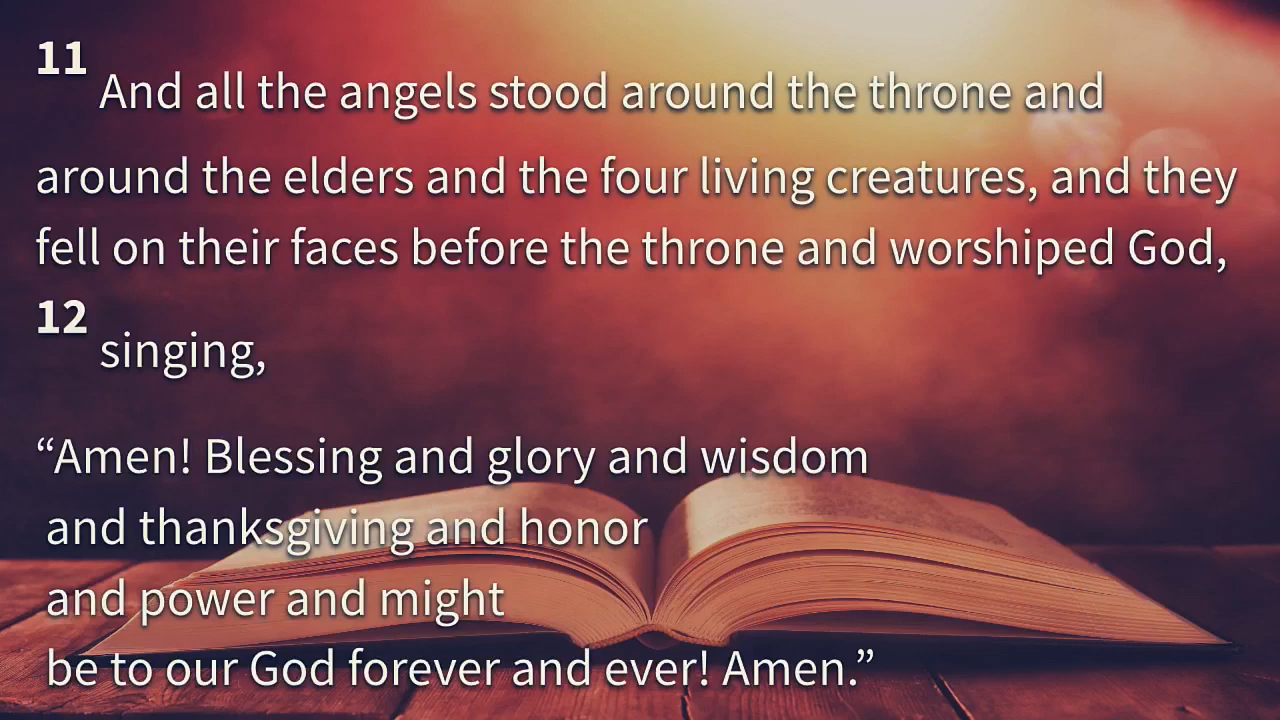 11 And all the angels stood around the throne and
around the elders and the four living creatures, and they
fell on their faces before the throne and worshiped God,
12 singing,
“Amen! Blessing and glory and wisdom
and thanksgiving and honor
and power and might
be to our God forever and ever! Amen.”